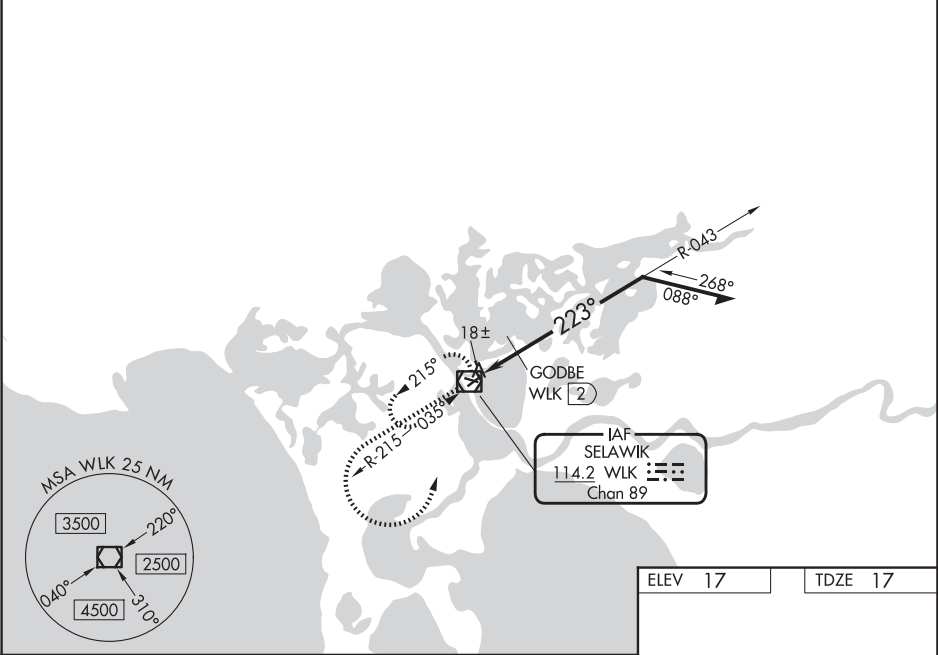 R-043
268°
088°
223°
18±
215°
GODBE
WLK 2
035°
R-215
IAF
SELAWIK
114.2 WLK
Chan 89
MSA WLK 25 NM
3500
220°
2500
040°
4500
310°
ELEV 17
TDZE 17